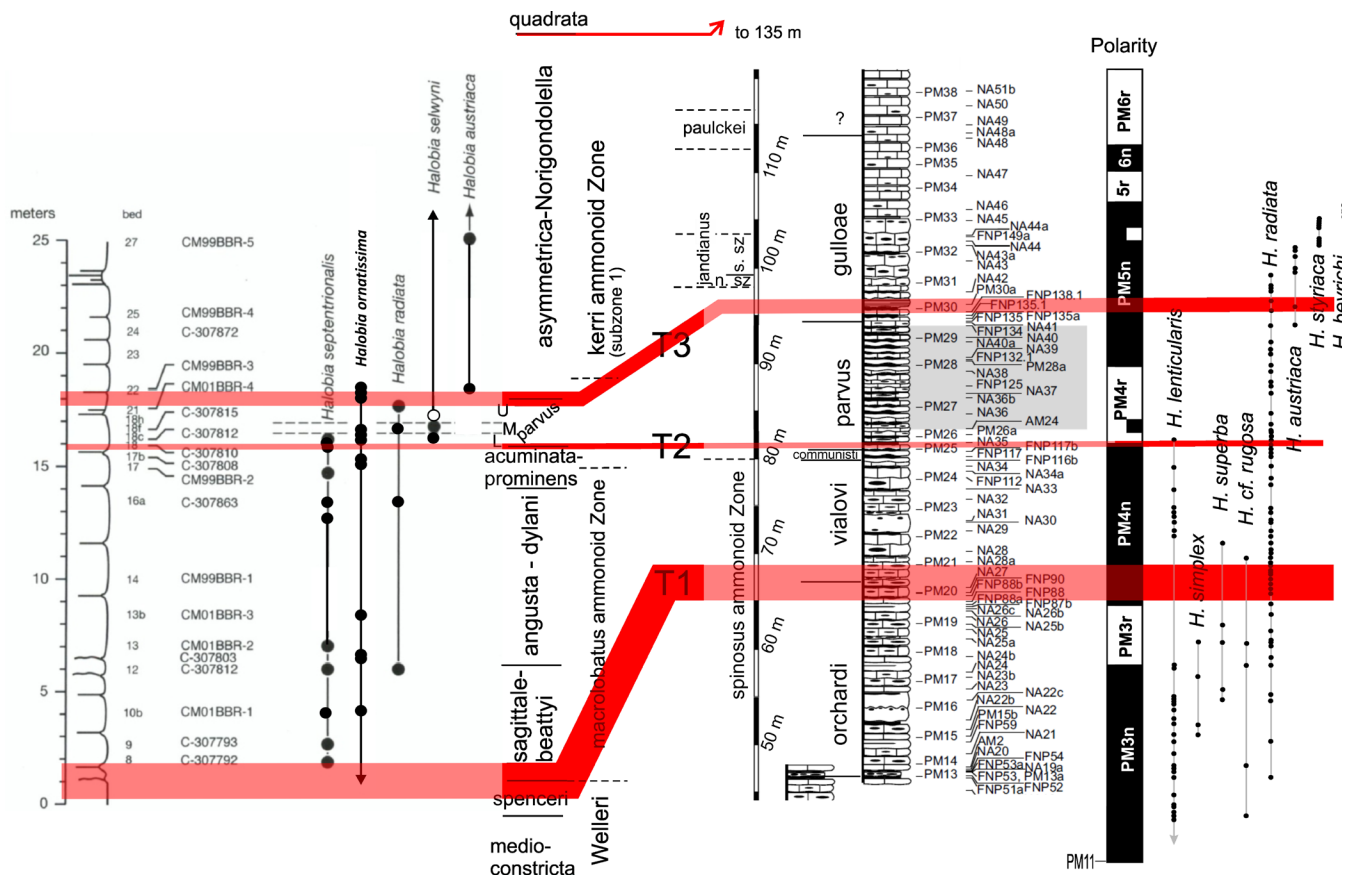 quadrata
to 135 m
Polarity
meters
bed
25
20
15
10
5
0
27
25
24
23
22
21
18h
18f
18c
18
17b
17
16a
14
13b
13
12
10b
9
8
CM99BBR-5
CM99BBR-4
C-307872
CM99BBR-3
CM01BBR-4
C-307815
C-307812
C-307810
C-307808
CM99BBR-2
C-307863
CM99BBR-1
CM01BBR-3
CM01BBR-2
C-307803
C-307812
CM01BBR-1
C-307793
C-307792
Halobia septentrionalis
Halobia ornatissima
Halobia radiata
Halobia selwyni
Halobia austriaca
asymmetrica-Norigondolella
U
M
L
parvus
acuminata-
prominens
angusta - dylani
sagittale-
beattyi
spenceri
medio-
constricta
kerri ammonoid Zone
(subzone 1)
macrolobatus ammonoid Zone
Welleri
T3
T2
T1
spinosus ammonoid Zone
paulckei
jandianus
n. sz
s. sz
communisti
110 m
100 m
90 m
80 m
70 m
60 m
50 m
?
gulloae
parvus
vialovi
orchardi
PM38
PM37
PM36
PM35
PM34
PM33
PM32
PM31
PM30a
PM30
PM29
PM28
PM28a
PM27
PM26a
PM26
PM25
PM24
PM23
PM22
PM21
PM20
PM19
PM18
PM17
PM16
PM15b
PM15
PM14
PM13
NA51b
NA50
NA49
NA48a
NA48
NA47
NA46
NA45
NA44a
FNP149a
NA44
NA43a
NA43
NA42
FNP138.1
FNP135.1
FNP135
FNP135a
NA41
FNP134
NA40
NA40a
NA39
FNP132.1
NA38
FNP125
NA37
NA36b
NA36
AM24
NA35
FNP117b
FNP117
FNP116b
NA34
NA34a
FNP112
NA33
NA32
NA31
NA30
NA29
NA28
NA28a
NA27
FNP90
FNP88b
FNP88
FNP88a
FNP87b
NA26c
NA26b
NA26
NA25b
NA25
NA25a
NA24b
NA24
NA23b
NA23
NA22c
NA22b
NA22
FNP59
NA21
AM2
NA20
FNP54
FNP53a
NA19a
FNP53, PM13a
FNP52
FNP51a
PM6r
6n
5r
PM5n
PM4r
PM4n
PM3r
PM3n
PM11
H. lenticularis
H. simplex
H. superba
H. cf. rugosa
H. radiata
H. austriaca
H. styriaca